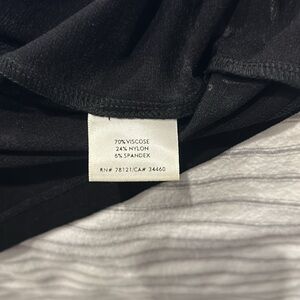 70% VISCOSE
24% NYLON
6% SPANDEX
RN# 78121/CA# 34460